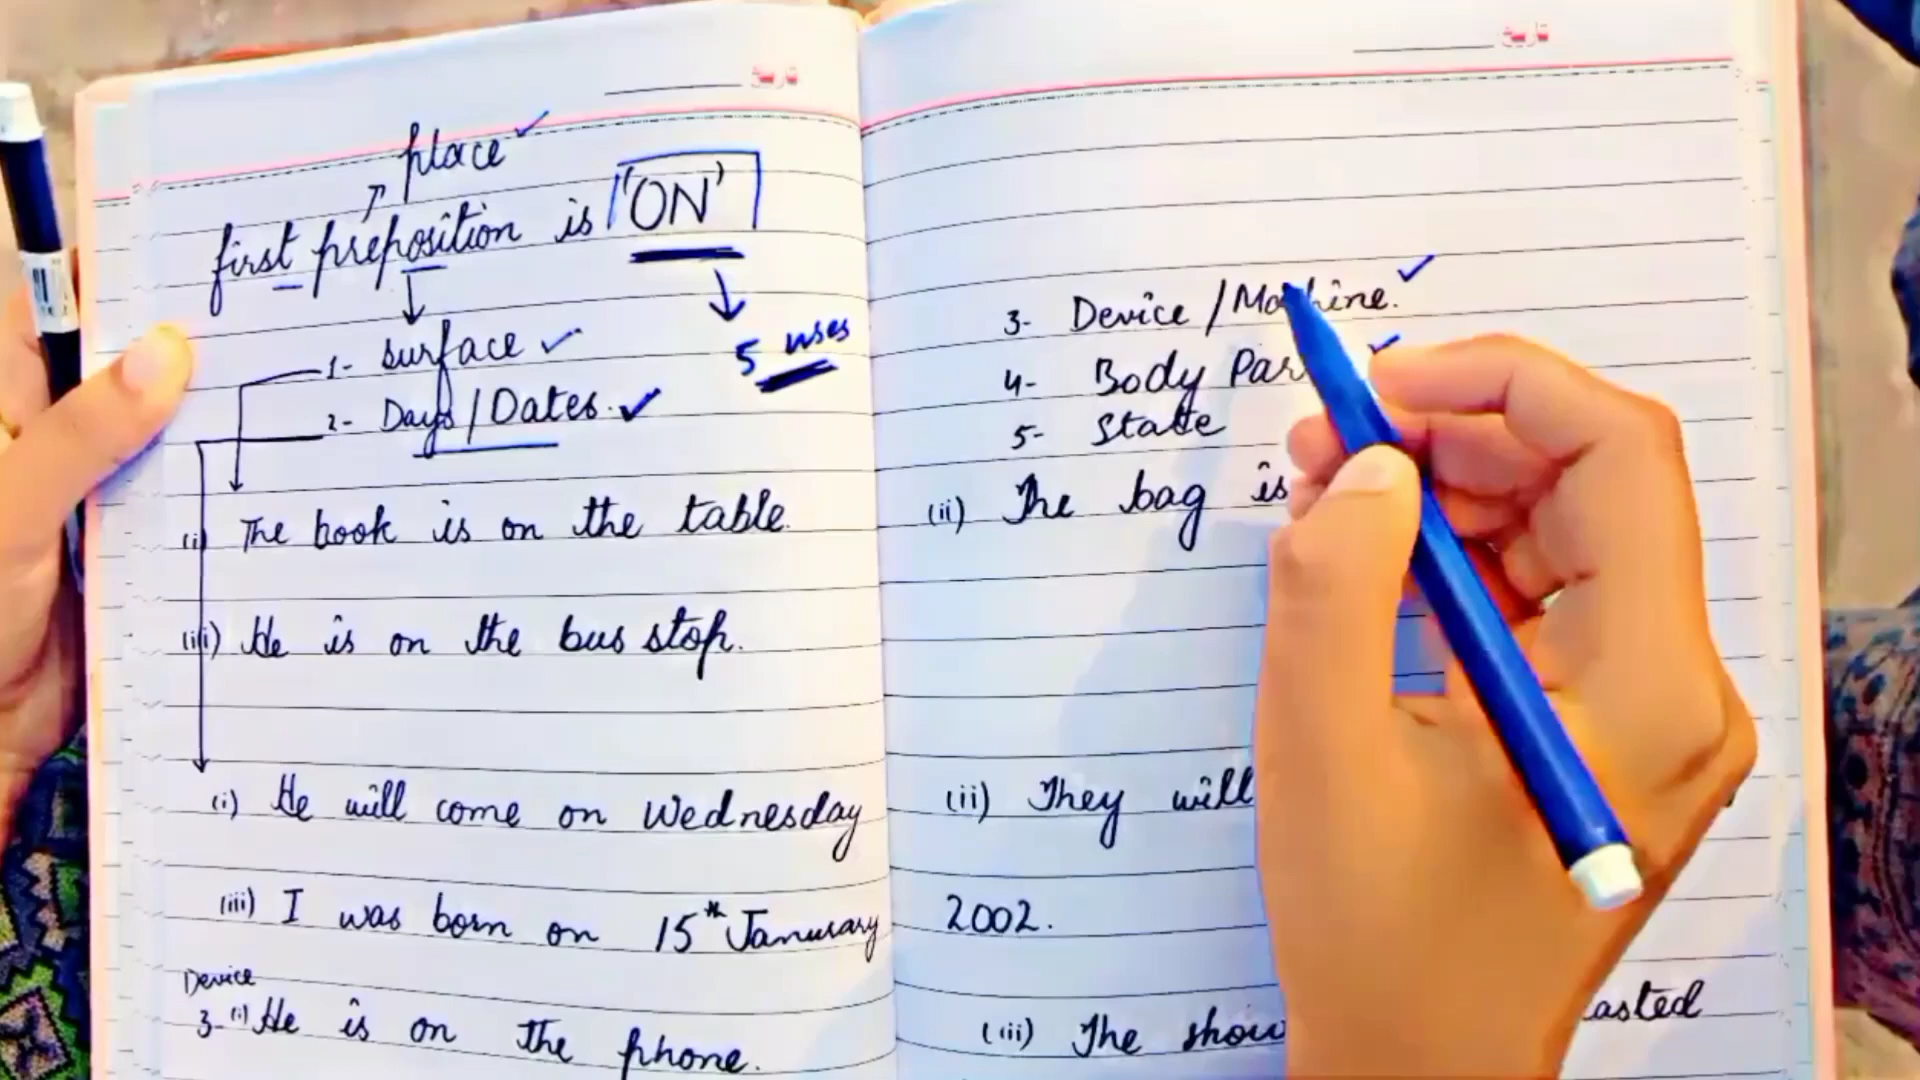 place
first preposition is 'ON'
5 uses
1- surface
2- Days/Dates.
(i) The book is on the table.
(iii) He is on the bus stop.
(i) He will come on Wednesday
(iii) I was born on 15th Januray
Device
3-(i) He is on the phone.
3- Device / Machine.
4- Body Par
5- State
(ii) The bag is
(ii) They will
2002.
(iii) The show
casted